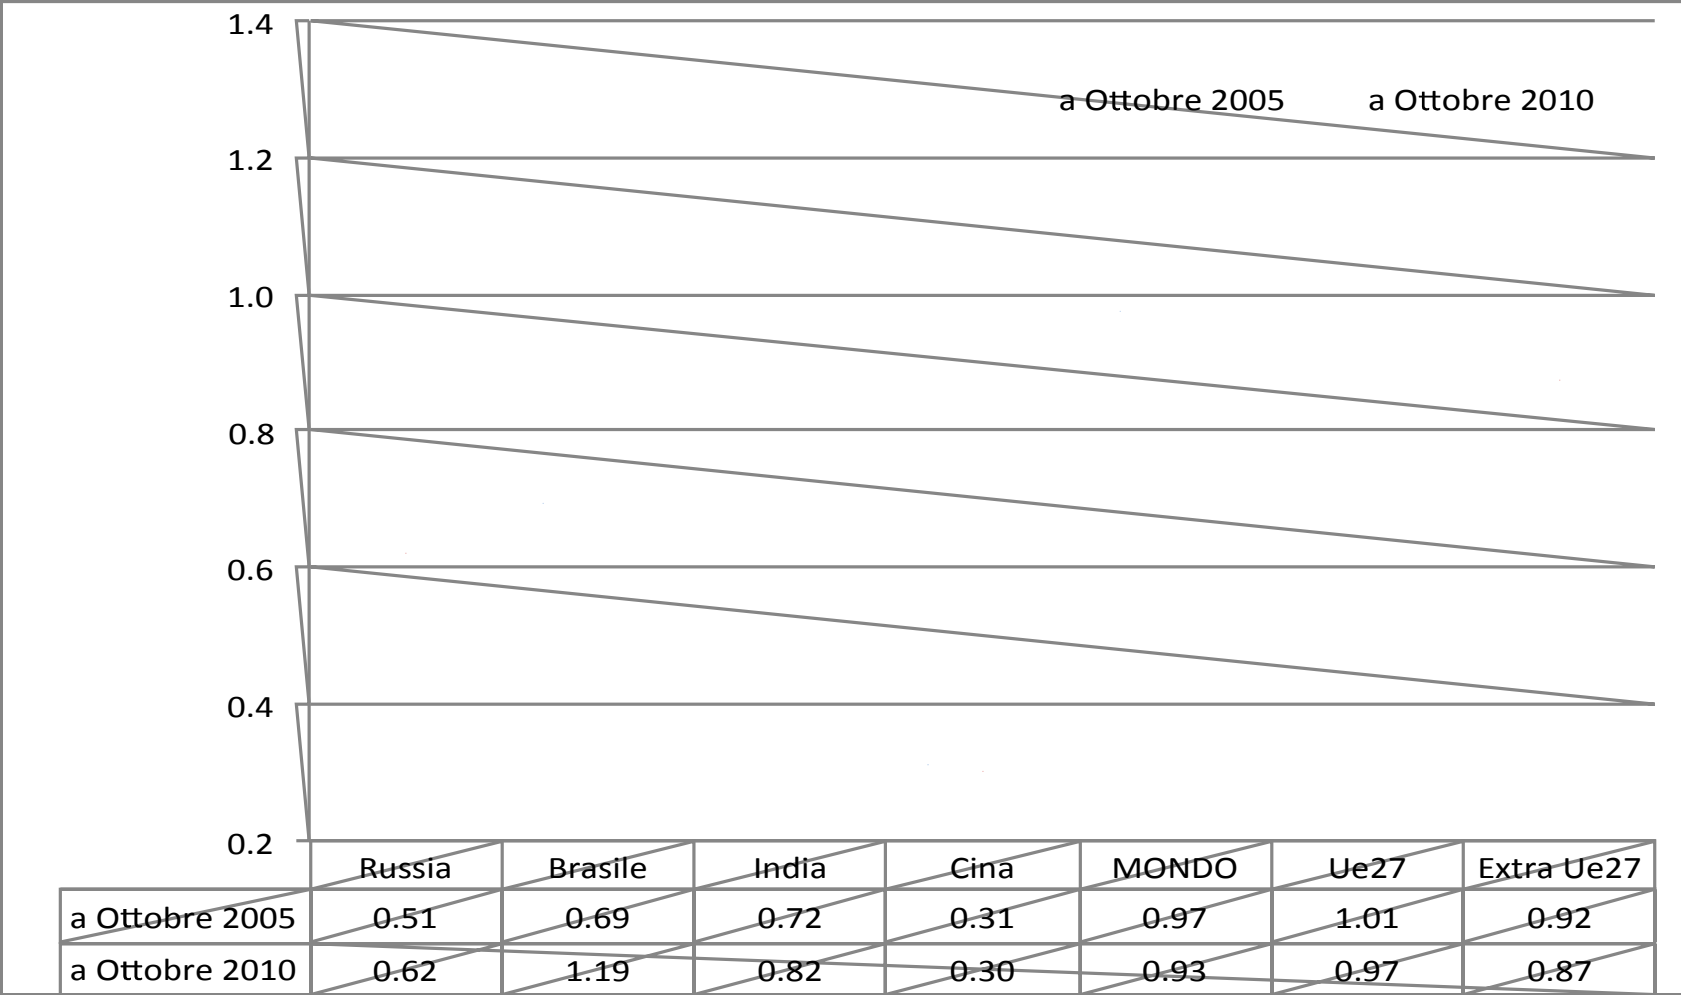 1.4
a Ottobre 2005 a Ottobre 2010
1.2
1.0
0.8
0.6
0.4
0.2
Russia Brasile India Cina MONDO Ue27 Extra Ue27
a Ottobre 2005 0.51 0.69 0.72 0.31 0.97 1.01 0.92
a Ottobre 2010 0.62 1.19 0.82 0.30 0.93 0.97 0.87